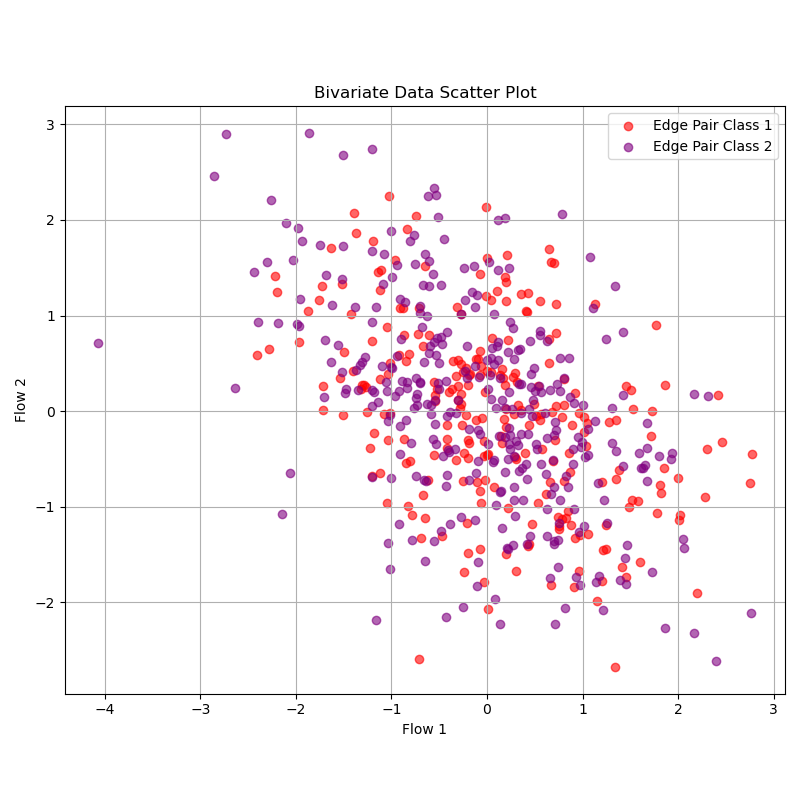 Bivariate Data Scatter Plot
Edge Pair Class 1
Edge Pair Class 2
3
2
1
0
−1
−2
Flow 2
−4
−3
−2
−1
0
1
2
3
Flow 1